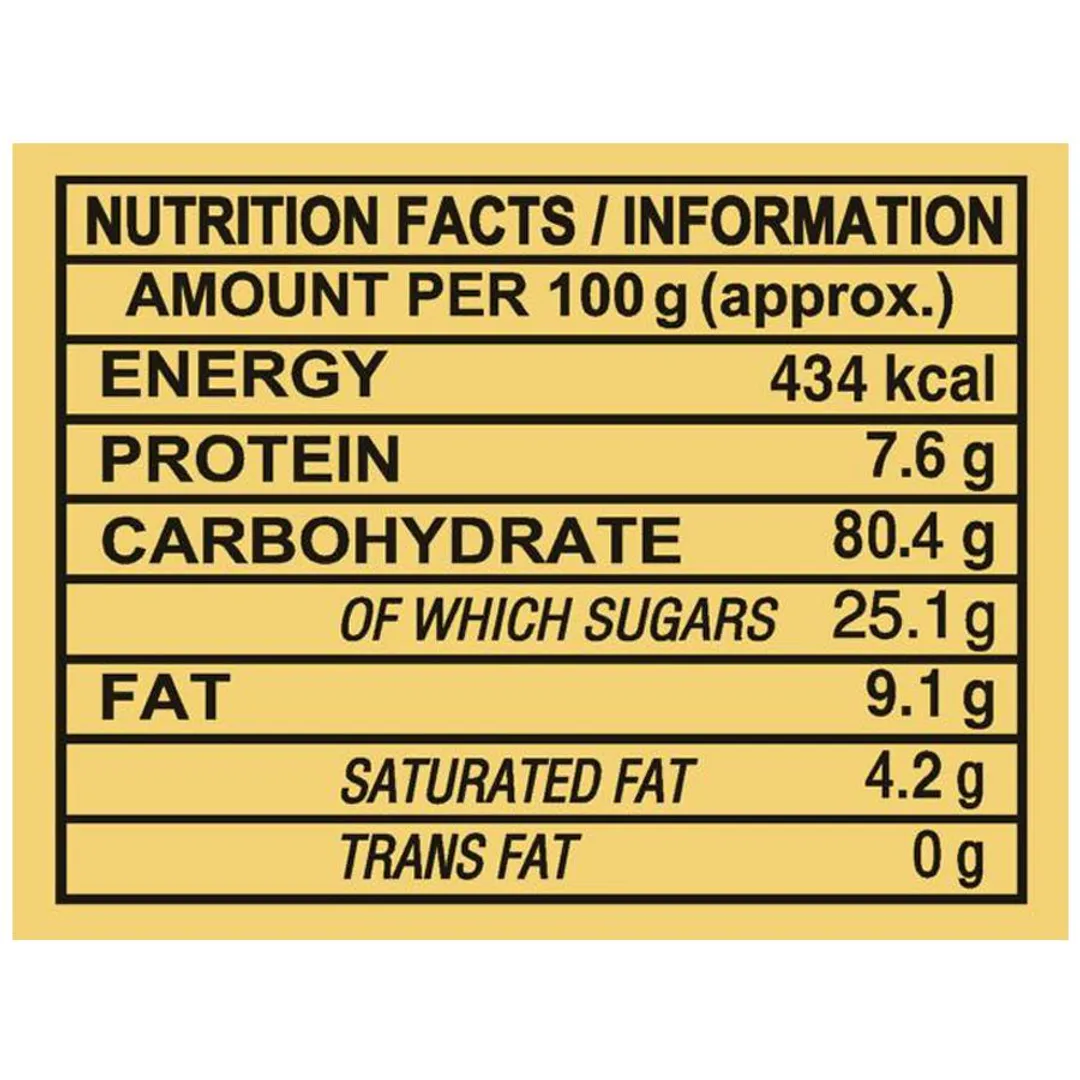 NUTRITION FACTS / INFORMATION
AMOUNT PER 100 g (approx.)
ENERGY 434 kcal
PROTEIN 7.6 g
CARBOHYDRATE 80.4 g
OF WHICH SUGARS 25.1 g
FAT 9.1 g
SATURATED FAT 4.2 g
TRANS FAT 0 g